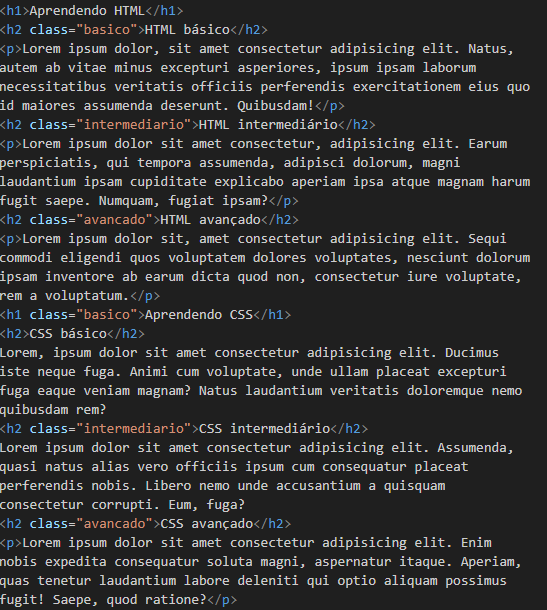 <h1>Aprendendo HTML</h1>
<h2 class="basico">HTML básico</h2>
<p>Lorem ipsum dolor, sit amet consectetur adipisicing elit. Natus,
autem ab vitae minus excepturi asperiores, ipsum ipsam laborum
necessitatibus veritatis officiis perferendis exercitationem eius quo
id maiores assumenda deserunt. Quibusdam!</p>
<h2 class="intermediario">HTML intermediário</h2>
<p>Lorem ipsum dolor sit amet consectetur, adipisicing elit. Earum
perspiciatis, qui tempora assumenda, adipisci dolorum, magni
laudantium ipsam cupiditate explicabo aperiam ipsa atque magnam harum
fugit saepe. Numquam, fugiat ipsam?</p>
<h2 class="avancado">HTML avançado</h2>
<p>Lorem ipsum dolor sit, amet consectetur adipisicing elit. Sequi
commodi eligendi quos voluptatem dolores voluptates, nesciunt dolorum
ipsam inventore ab earum dicta quod non, consectetur iure voluptate,
rem a voluptatum.</p>
<h1 class="basico">Aprendendo CSS</h1>
<h2>CSS básico</h2>
Lorem, ipsum dolor sit amet consectetur adipisicing elit. Ducimus
iste neque fuga. Animi cum voluptate, unde ullam placeat excepturi
fuga eaque veniam magnam? Natus laudantium veritatis doloremque nemo
quibusdam rem?
<h2 class="intermediario">CSS intermediário</h2>
Lorem ipsum dolor sit amet consectetur adipisicing elit. Assumenda,
quasi natus alias vero officiis ipsum cum consequatur placeat
perferendis nobis. Libero nemo unde accusantium a quisquam
consectetur corrupti. Eum, fuga?
<h2 class="avancado">CSS avançado</h2>
<p>Lorem ipsum dolor sit amet consectetur adipisicing elit. Enim
nobis expedita consequatur soluta magni, aspernatur itaque. Aperiam,
quas tenetur laudantium labore deleniti qui optio aliquam possimus
fugit! Saepe, quod ratione?</p>